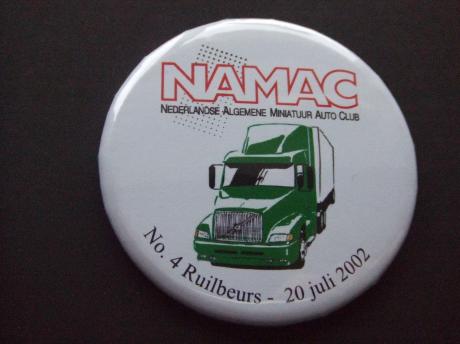 NAMAC
NEDERLANDSE ALGEMENE MINIATUUR AUTO CLUB
No. 4 Ruilbeurs - 20 juli 2002